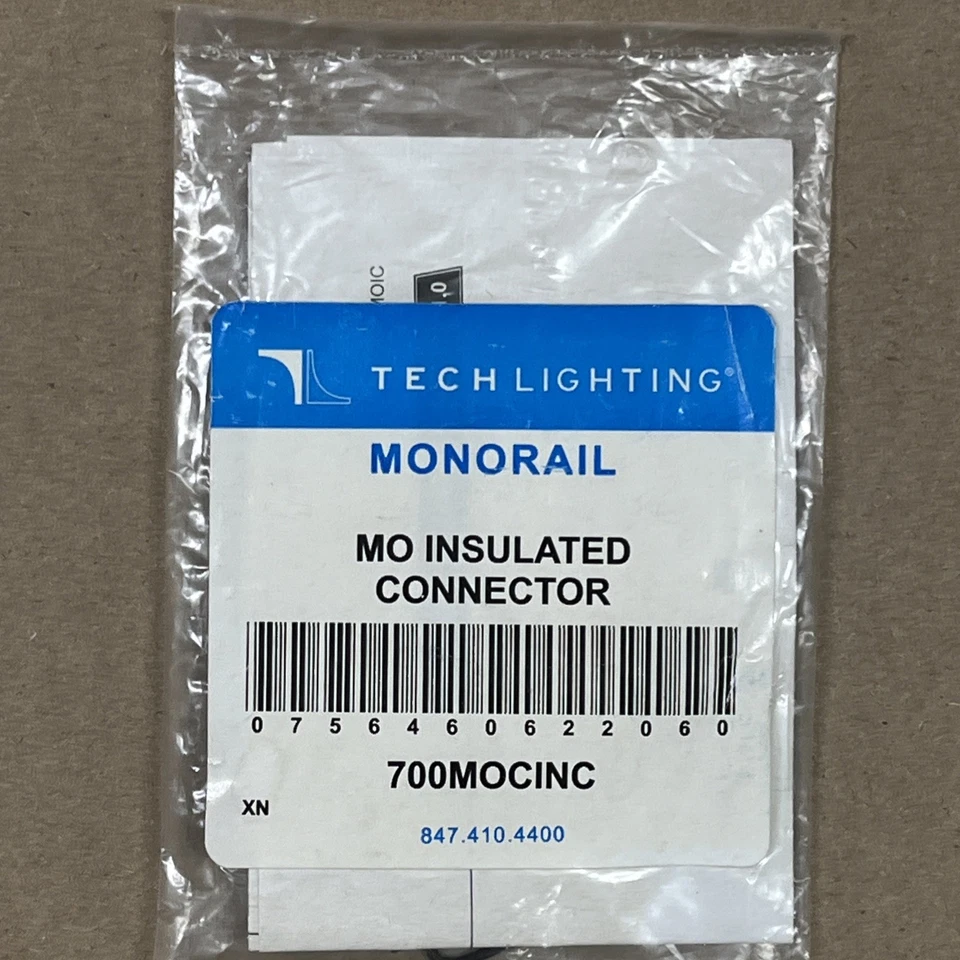 TECH LIGHTING®
MONORAIL
MO INSULATED
CONNECTOR
0 7 5 6 4 6 0 6 2 2 0 6 0
700MOCINC
XN
847.410.4400